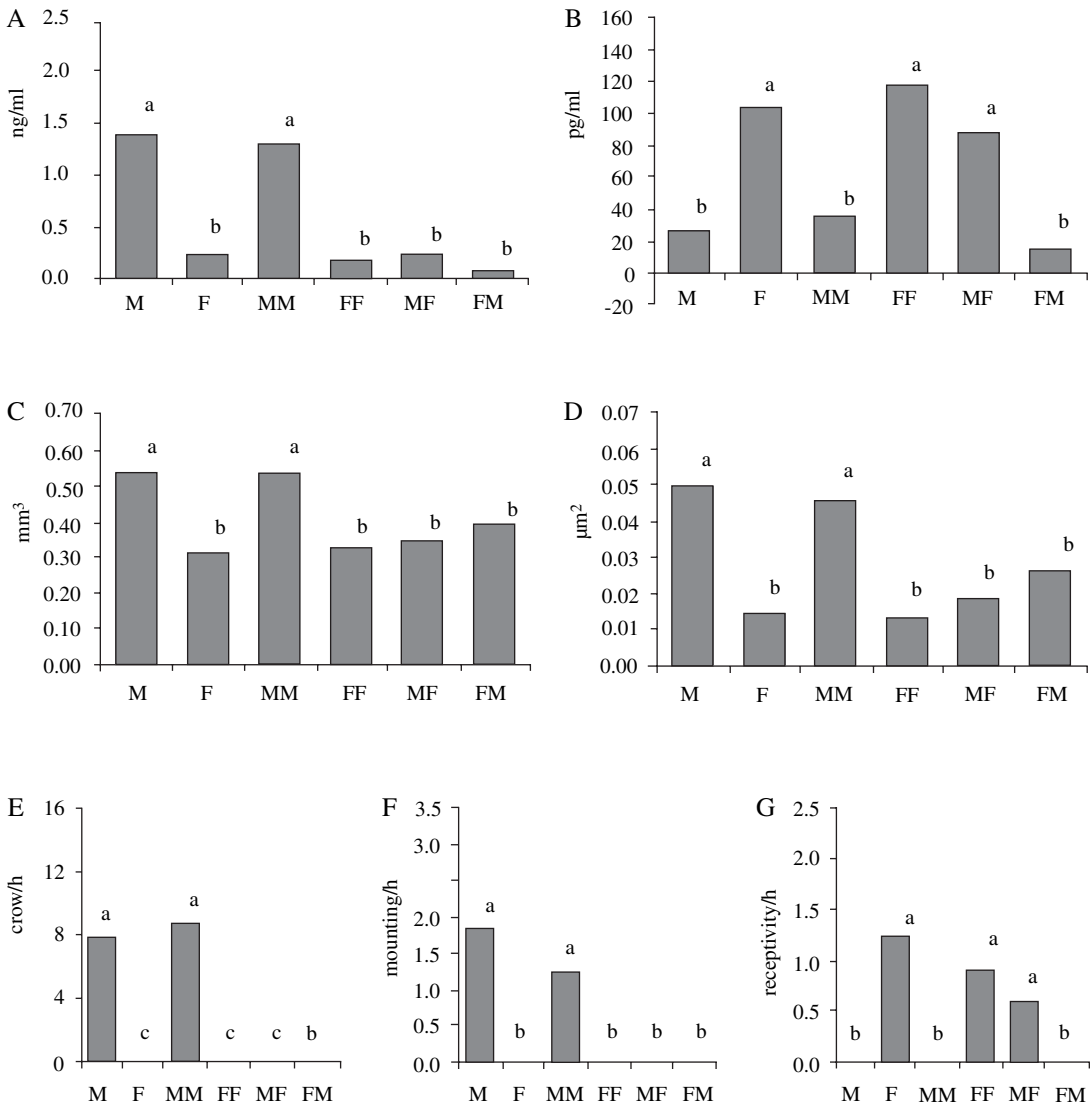 A
ng/ml
2.5
2.0
1.5
1.0
0.5
0.0
a
b
a
b
b
b
M F MM FF MF FM
B
pg/ml
160
140
120
100
80
60
40
20
0
-20
b
a
b
a
a
b
M F MM FF MF FM
C
mm³
0.70
0.60
0.50
0.40
0.30
0.20
0.10
0.00
a
b
a
b
b
b
M F MM FF MF FM
D
µm²
0.07
0.06
0.05
0.04
0.03
0.02
0.01
0.00
a
b
a
b
b
b
M F MM FF MF FM
E
crow/h
16
12
8
4
0
a
c
a
c
c
b
M F MM FF MF FM
F
mounting/h
3.5
3.0
2.5
2.0
1.5
1.0
0.5
0.0
a
b
a
b
b
b
M F MM FF MF FM
G
receptivity/h
2.5
2.0
1.5
1.0
0.5
0.0
b
a
b
a
a
b
M F MM FF MF FM